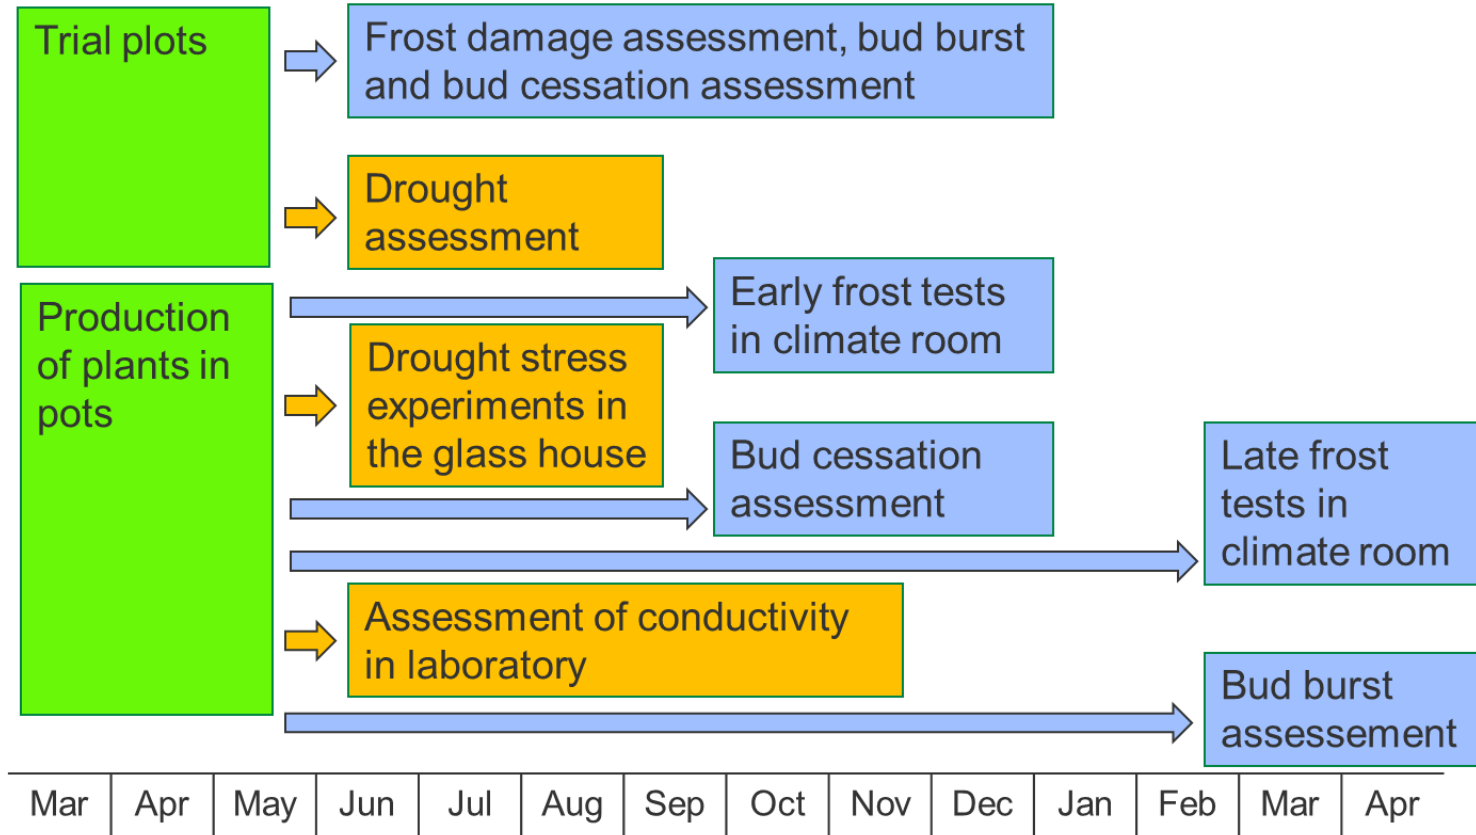 Trial plots
Frost damage assessment, bud burst
and bud cessation assessment
Drought
assessment
Production
of plants in
pots
Early frost tests
in climate room
Drought stress
experiments in
the glass house
Bud cessation
assessment
Late frost
tests in
climate room
Assessment of conductivity
in laboratory
Bud burst
assessement
Mar Apr May Jun Jul Aug Sep Oct Nov Dec Jan Feb Mar Apr